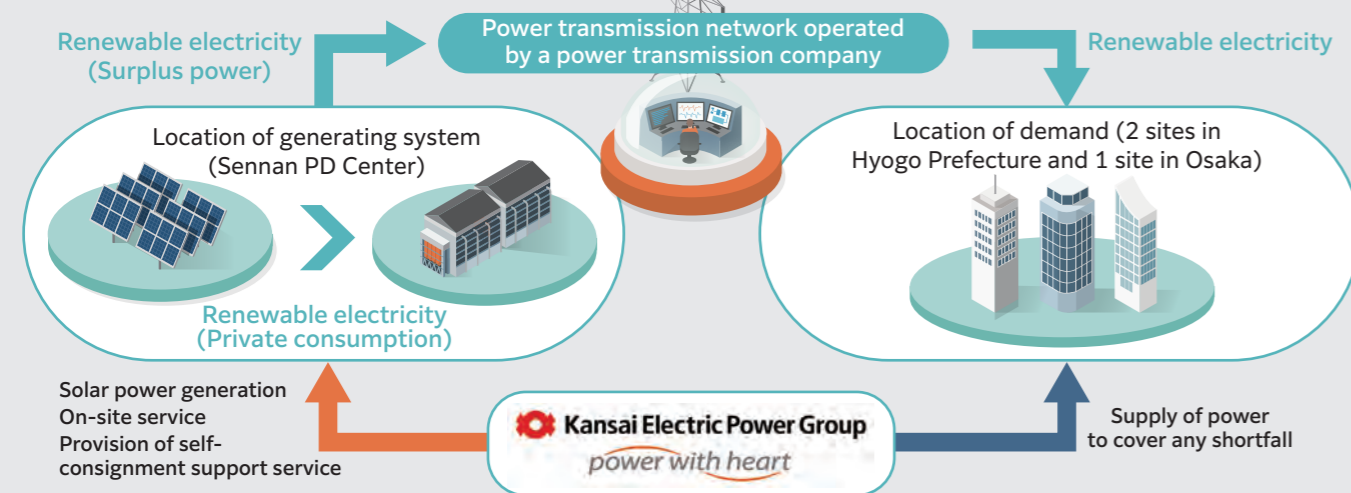 Renewable electricity
(Surplus power)
Power transmission network operated
by a power transmission company
Renewable electricity
Location of generating system
(Sennan PD Center)
Renewable electricity
(Private consumption)
Location of demand (2 sites in
Hyogo Prefecture and 1 site in Osaka)
Solar power generation
On-site service
Provision of self-
consignment support service
Kansai Electric Power Group
power with heart
Supply of power
to cover any shortfall